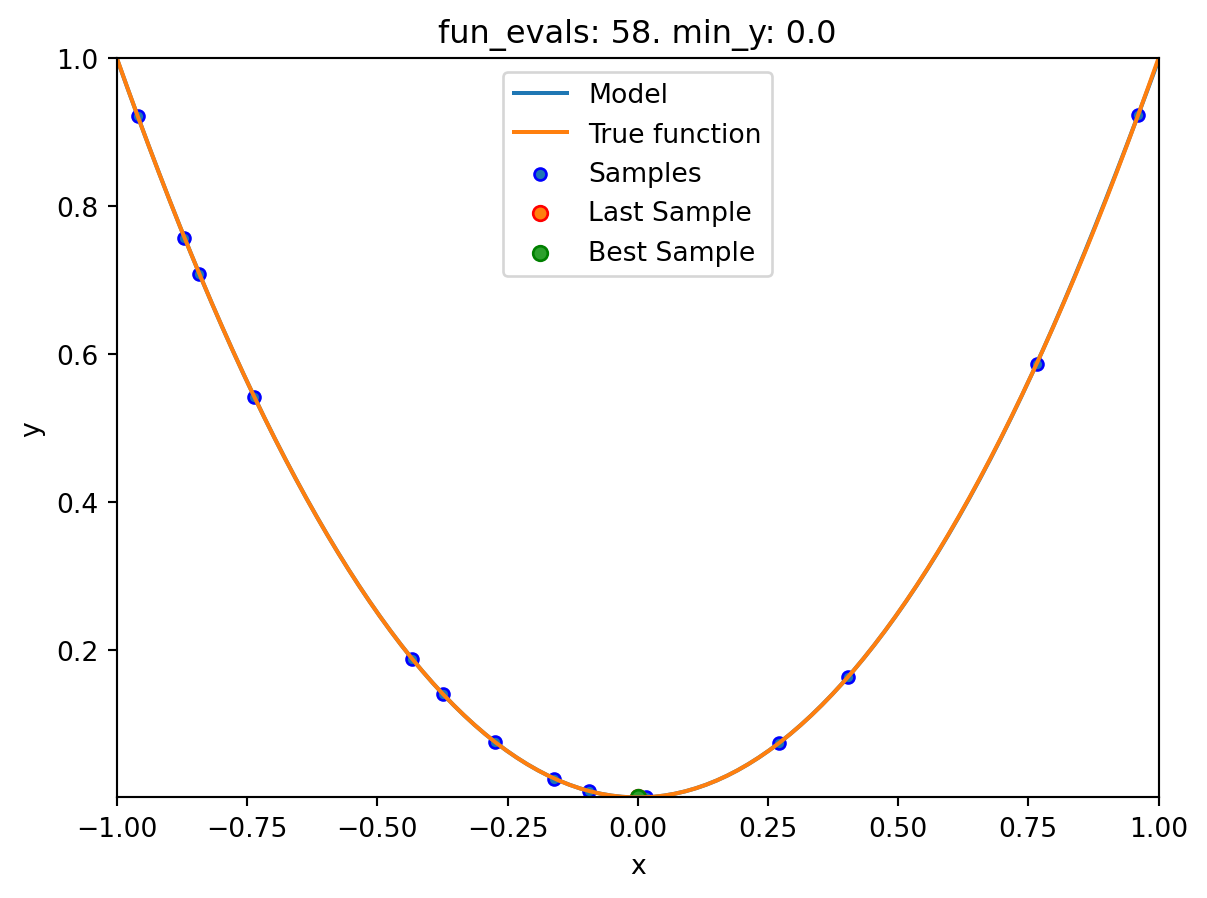 fun_evals: 58. min_y: 0.0
1.0
0.8
0.6
0.4
0.2
y
Model
True function
Samples
Last Sample
Best Sample
−1.00 −0.75 −0.50 −0.25 0.00 0.25 0.50 0.75 1.00
x